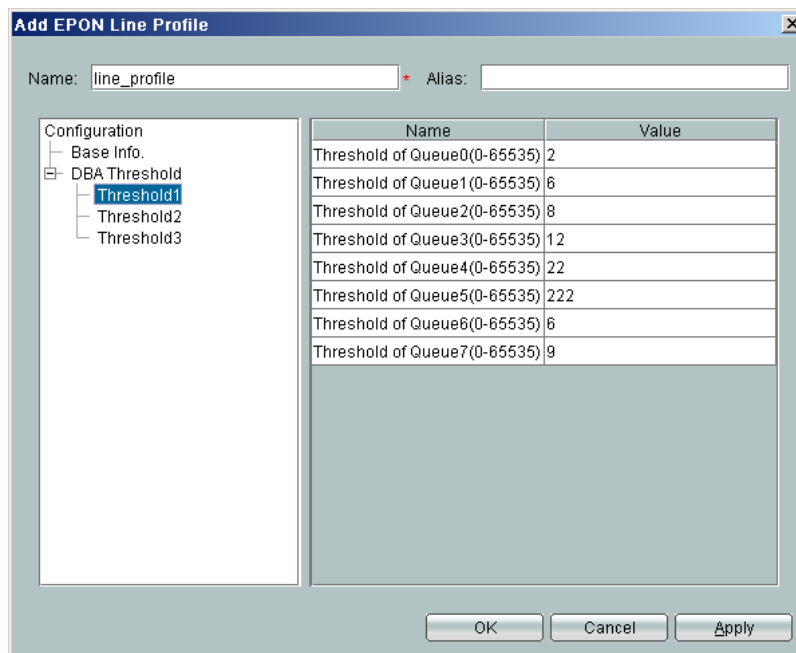 Add EPON Line Profile
Name: line_profile * Alias:
Configuration
Base Info.
DBA Threshold
Threshold1
Threshold2
Threshold3
Name Value
Threshold of Queue0(0-65535) 2
Threshold of Queue1(0-65535) 6
Threshold of Queue2(0-65535) 8
Threshold of Queue3(0-65535) 12
Threshold of Queue4(0-65535) 22
Threshold of Queue5(0-65535) 222
Threshold of Queue6(0-65535) 6
Threshold of Queue7(0-65535) 9
OK Cancel Apply